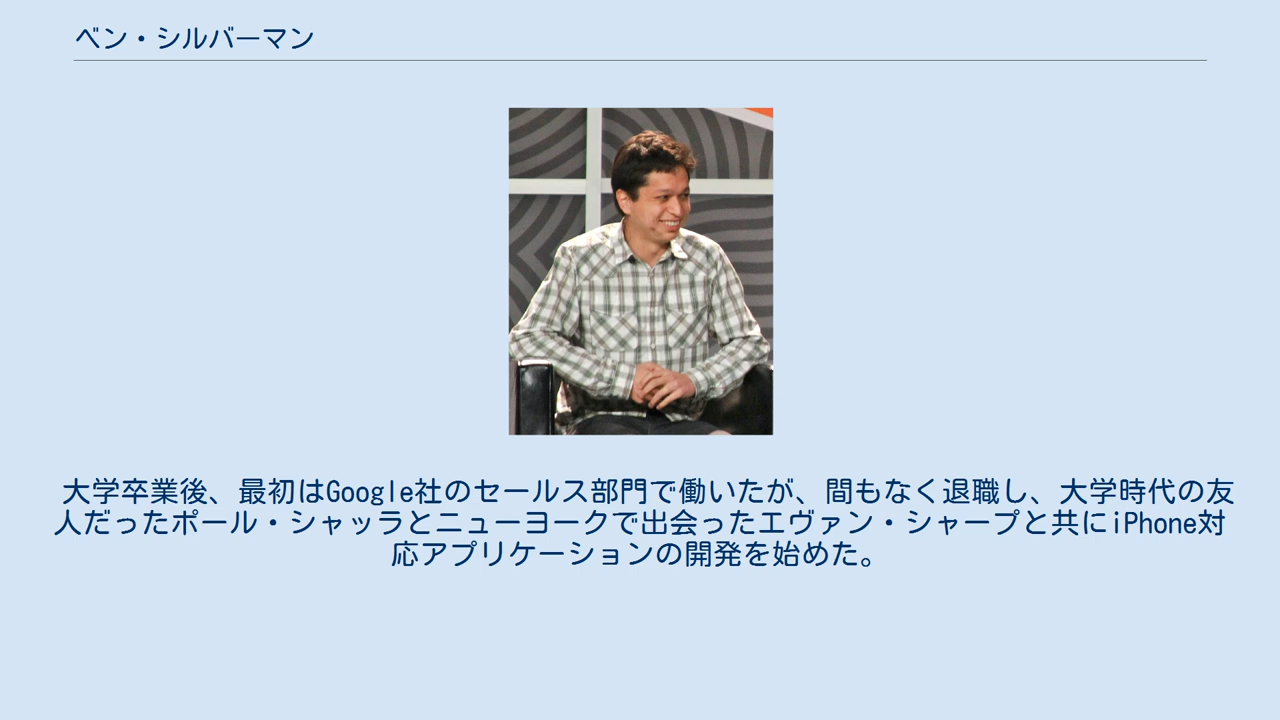 ベン・シルバーマン
大学卒業後、最初はGoogle社のセールス部門で働いたが、間もなく退職し、大学時代の友
人だったポール・シャッラとニューヨークで出会ったエヴァン・シャープと共にiPhone対
応アプリケーションの開発を始めた。